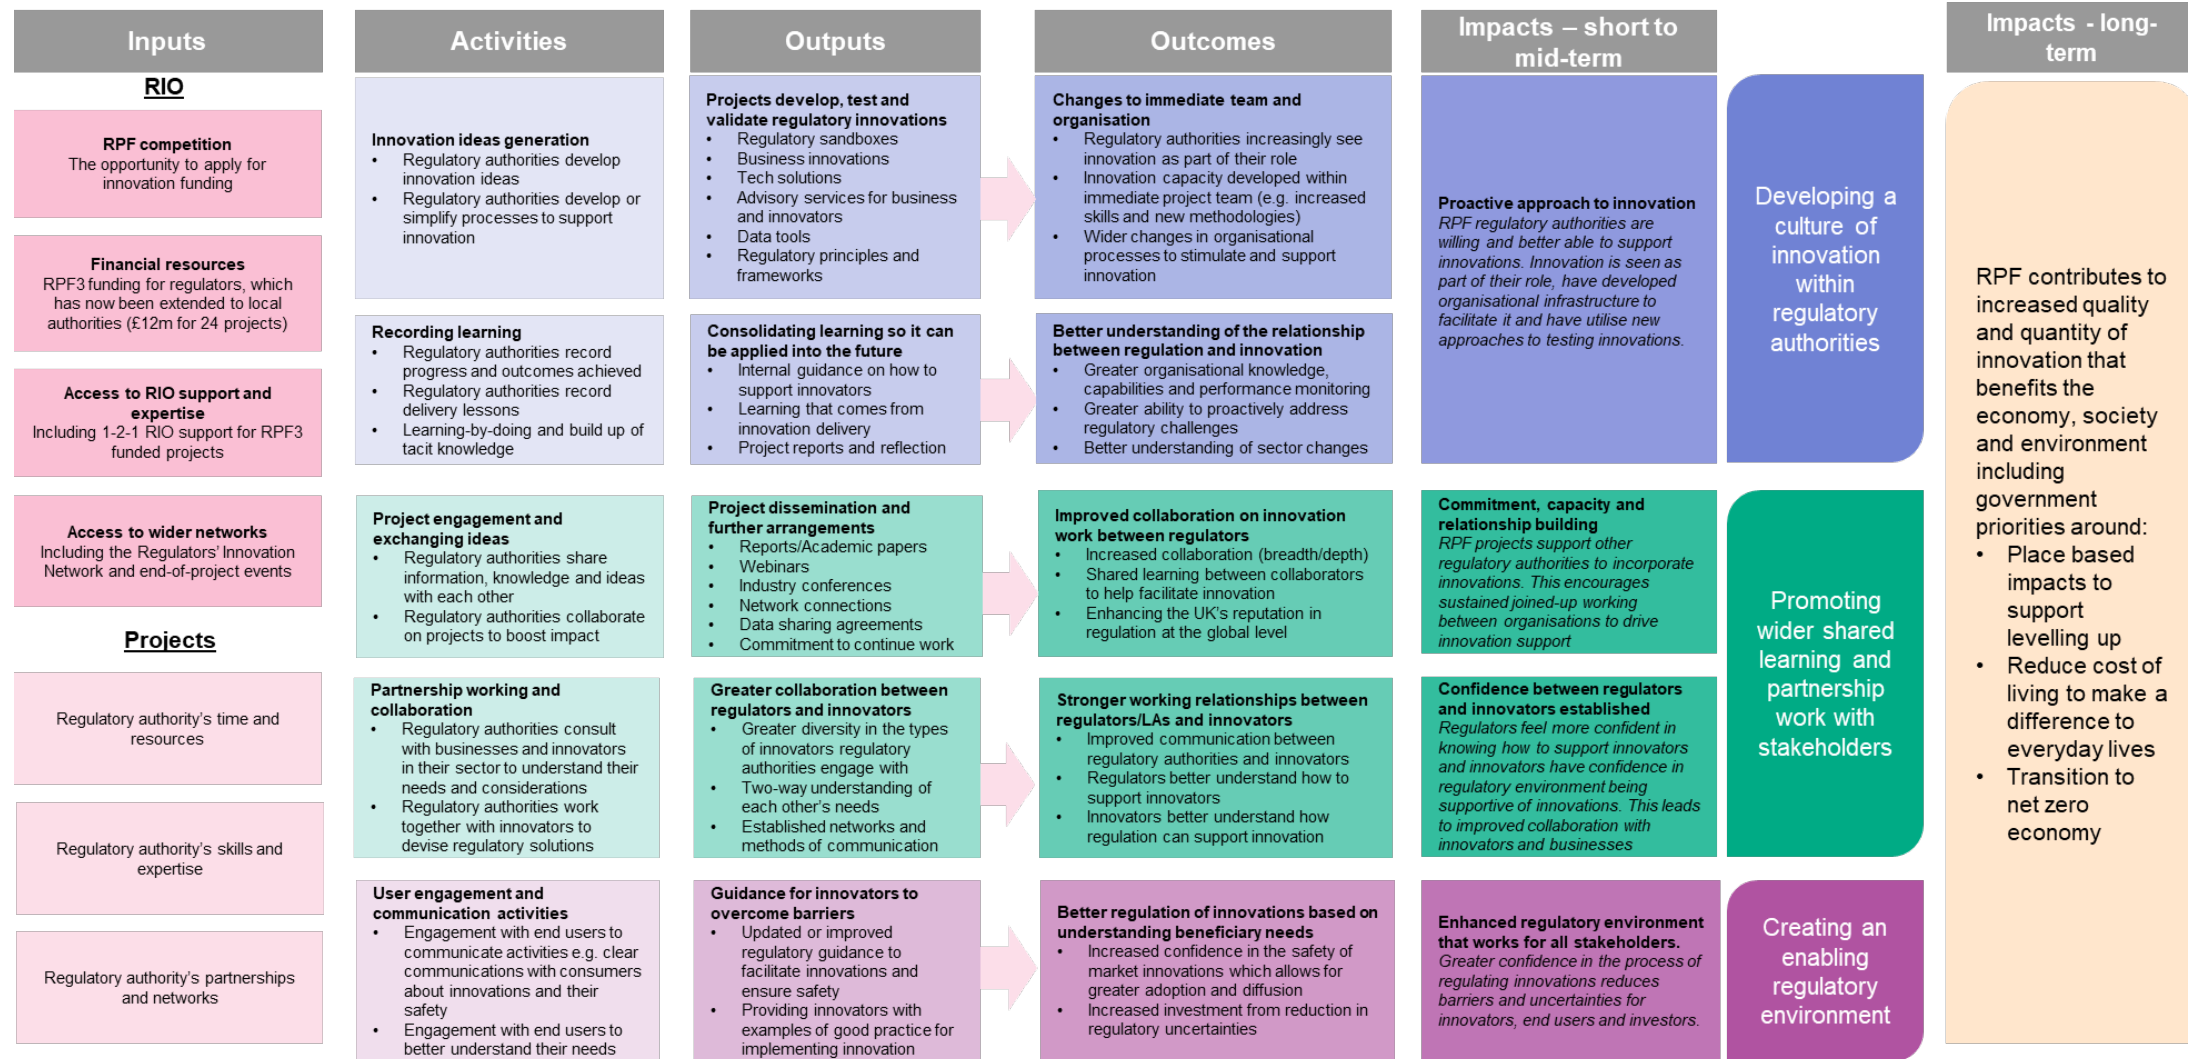 Inputs
RIO
RPF competition
The opportunity to apply for
innovation funding
Financial resources
RPF3 funding for regulators, which
has now been extended to local
authorities (£12m for 24 projects)
Access to RIO support and
expertise
Including 1-2-1 RIO support for RPF3
funded projects
Access to wider networks
Including the Regulators' Innovation
Network and end-of-project events
Projects
Regulatory authority's time and
resources
Regulatory authority's skills and
expertise
Regulatory authority's partnerships
and networks
Activities
Innovation ideas generation
• Regulatory authorities develop
innovation ideas
• Regulatory authorities develop or
simplify processes to support
innovation
Recording learning
• Regulatory authorities record
progress and outcomes achieved
• Regulatory authorities record
delivery lessons
• Learning-by-doing and build up of
tacit knowledge
Project engagement and
exchanging ideas
• Regulatory authorities share
information, knowledge and ideas
with each other
• Regulatory authorities collaborate
on projects to boost impact
Partnership working and
collaboration
• Regulatory authorities consult
with businesses and innovators
in their sector to understand their
needs and considerations
• Regulatory authorities work
together with innovators to
devise regulatory solutions
User engagement and
communication activities
• Engagement with end users to
communicate activities e.g. clear
communications with consumers
about innovations and their
safety
• Engagement with end users to
better understand their needs
Outputs
Projects develop, test and
validate regulatory innovations
• Regulatory sandboxes
• Business innovations
• Tech solutions
• Advisory services for business
and innovators
• Data tools
• Regulatory principles and
frameworks
Consolidating learning so it can
be applied into the future
• Internal guidance on how to
support innovators
• Learning that comes from
innovation delivery
• Project reports and reflection
Project dissemination and
further arrangements
• Reports/Academic papers
• Webinars
• Industry conferences
• Network connections
• Data sharing agreements
• Commitment to continue work
Greater collaboration between
regulators and innovators
• Greater diversity in the types
of innovators regulatory
authorities engage with
• Two-way understanding of
each other's needs
• Established networks and
methods of communication
Guidance for innovators to
overcome barriers
• Updated or improved
regulatory guidance to
facilitate innovations and
ensure safety
• Providing innovators with
examples of good practice for
implementing innovation
Outcomes
Changes to immediate team and
organisation
• Regulatory authorities increasingly see
innovation as part of their role
• Innovation capacity developed within
immediate project team (e.g. increased
skills and new methodologies)
• Wider changes in organisational
processes to stimulate and support
innovation
Better understanding of the relationship
between regulation and innovation
• Greater organisational knowledge,
capabilities and performance monitoring
• Greater ability to proactively address
regulatory challenges
• Better understanding of sector changes
Improved collaboration on innovation
work between regulators
• Increased collaboration (breadth/depth)
• Shared learning between collaborators
to help facilitate innovation
• Enhancing the UK's reputation in
regulation at the global level
Stronger working relationships between
regulators/LAs and innovators
• Improved communication between
regulatory authorities and innovators
• Regulators better understand how to
support innovators
• Innovators better understand how
regulation can support innovation
Better regulation of innovations based on
understanding beneficiary needs
• Increased confidence in the safety of
market innovations which allows for
greater adoption and diffusion
• Increased investment from reduction in
regulatory uncertainties
Impacts – short to
mid-term
Proactive approach to innovation
RPF regulatory authorities are
willing and better able to support
innovations. Innovation is seen as
part of their role, have developed
organisational infrastructure to
facilitate it and have utilise new
approaches to testing innovations.
Commitment, capacity and
relationship building
RPF projects support other
regulatory authorities to incorporate
innovations. This encourages
sustained joined-up working
between organisations to drive
innovation support
Confidence between regulators
and innovators established
Regulators feel more confident in
knowing how to support innovators
and innovators have confidence in
regulatory environment being
supportive of innovations. This leads
to improved collaboration with
innovators and businesses
Enhanced regulatory environment
that works for all stakeholders.
Greater confidence in the process of
regulating innovations reduces
barriers and uncertainties for
innovators, end users and investors.
Developing a
culture of
innovation
within
regulatory
authorities
Promoting
wider shared
learning and
partnership
work with
stakeholders
Creating an
enabling
regulatory
environment
Impacts - long-
term
RPF contributes to
increased quality
and quantity of
innovation that
benefits the
economy, society
and environment
including
government
priorities around:
• Place based
impacts to
support
levelling up
• Reduce cost of
living to make a
difference to
everyday lives
• Transition to
net zero
economy